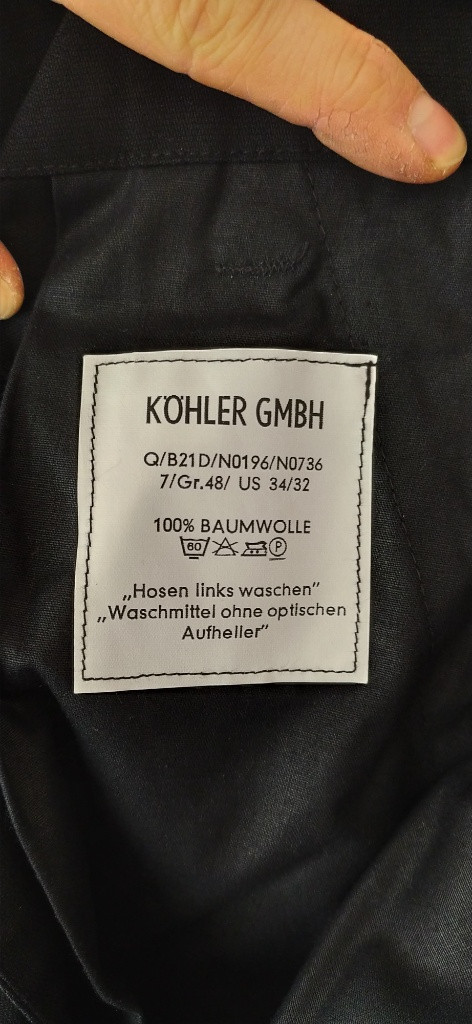 KÖHLER GMBH
Q/B21D/N0196/N0736
7/Gr.48/ US 34/32
100% BAUMWOLLE
60 P
„Hosen links waschen"
„Waschmittel ohne optischen
Aufheller"